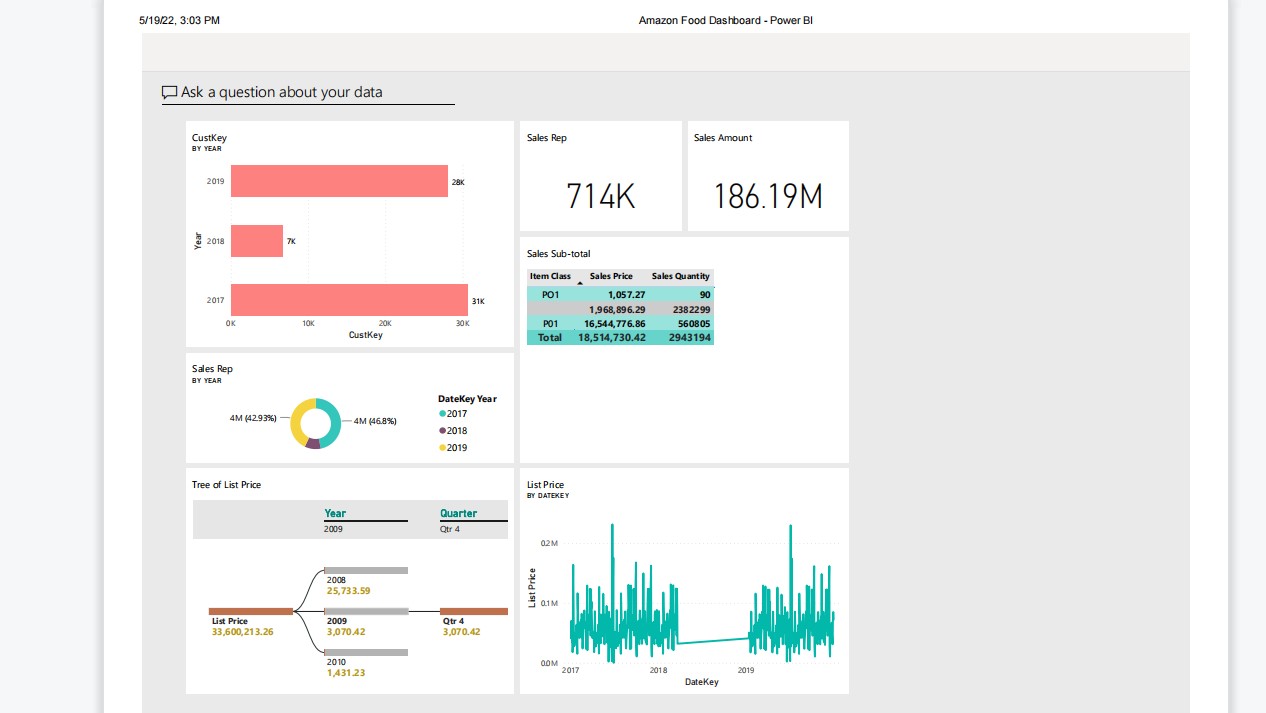 5/19/22, 3:03 PM
Amazon Food Dashboard - Power BI
Ask a question about your data
CustKey
BY YEAR
Year
2019
28K
2018
7K
2017
31K
0K 10K 20K 30K
CustKey
Sales Rep
714K
Sales Amount
186.19M
Sales Sub-total
Item Class Sales Price Sales Quantity
PO1 1,057.27 90
1,968,896.29 2382299
P01 16,544,776.86 560805
Total 18,514,730.42 2943194
Sales Rep
BY YEAR
4M (42.93%)
4M (46.8%)
DateKey Year
2017
2018
2019
Tree of List Price
Year Quarter
2009 Qtr 4
2008
25,733.59
List Price
33,600,213.26
2009
3,070.42
Qtr 4
3,070.42
2010
1,431.23
List Price
BY DATEKEY
List Price
0.2M
0.1M
0.0M
2017 2018 2019
DateKey